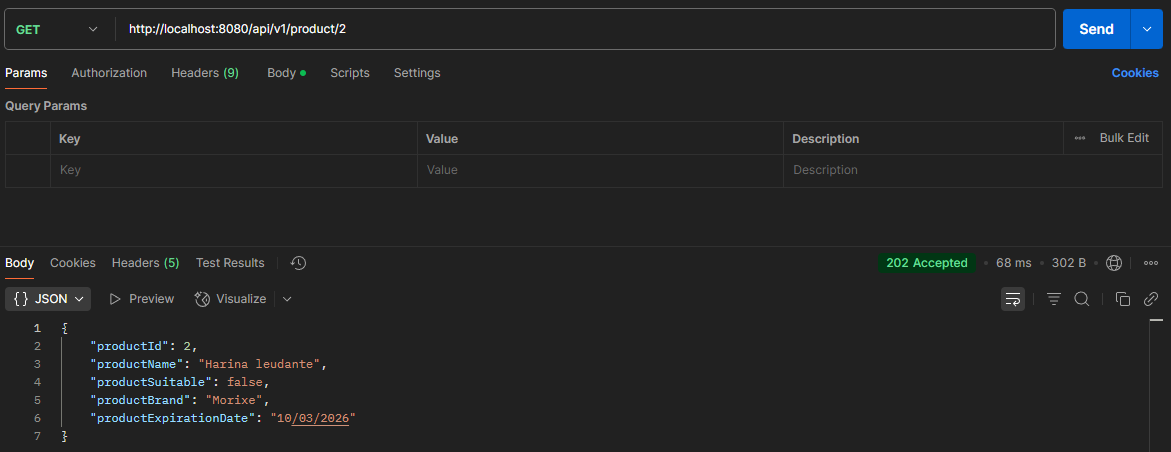 GET http://localhost:8080/api/v1/product/2 Send
Params Authorization Headers (9) Body Scripts Settings Cookies
Query Params
Key Value Description Bulk Edit
Key Value Description
Body Cookies Headers (5) Test Results 202 Accepted 68 ms 302 B
{} JSON Preview Visualize
1 {
2 "productId": 2,
3 "productName": "Harina leudante",
4 "productSuitable": false,
5 "productBrand": "Morixe",
6 "productExpirationDate": "10/03/2026"
7 }